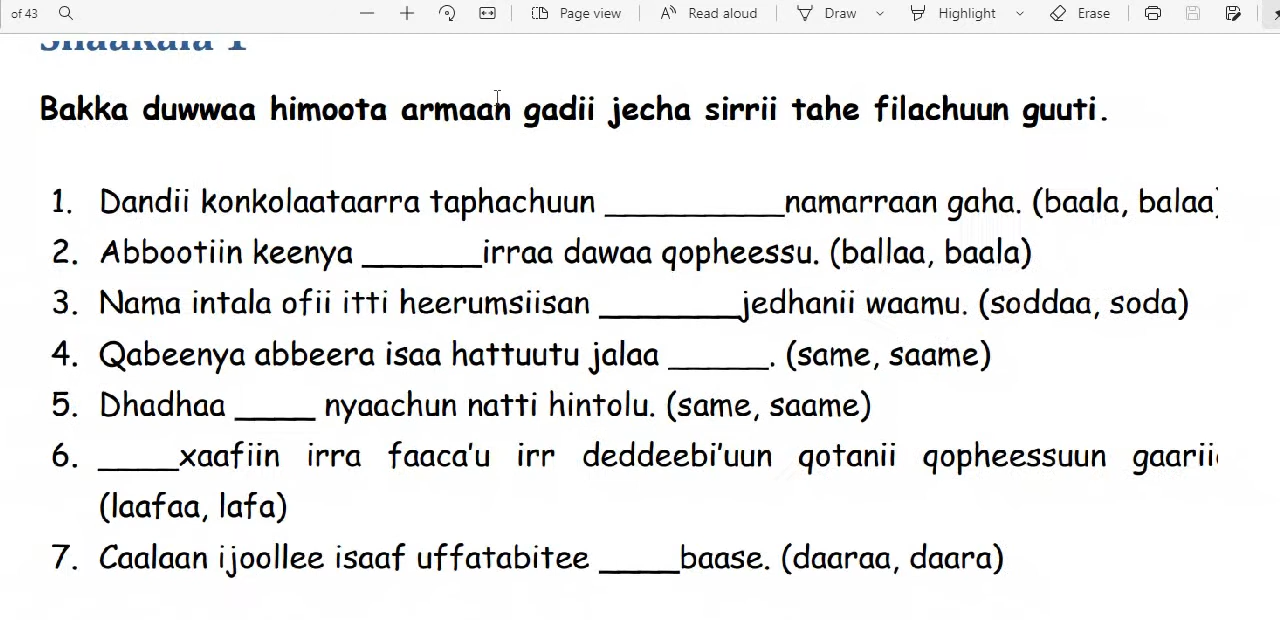 of 43 Page view Read aloud Draw Highlight Erase
Shaakala 1
Bakka duwwaa himoota armaan gadii jecha sirrii tahe filachuun guuti.
1. Dandii konkolaataarra taphachuun __________namarraan gaha. (baala, balaa
2. Abbootiin keenya _______irraa dawaa qopheessu. (ballaa, baala)
3. Nama intala ofii itti heerumsiisan ________jedhanii waamu. (soddaa, soda)
4. Qabeenya abbeera isaa hattuutu jalaa ______. (same, saame)
5. Dhadhaa _____ nyaachun natti hintolu. (same, saame)
6. _____xaafiin irra faaca'u irr deddeebi'uun qotanii qopheessuun gaarii
(laafaa, lafa)
7. Caalaan ijoollee isaaf uffatabitee _____baase. (daaraa, daara)